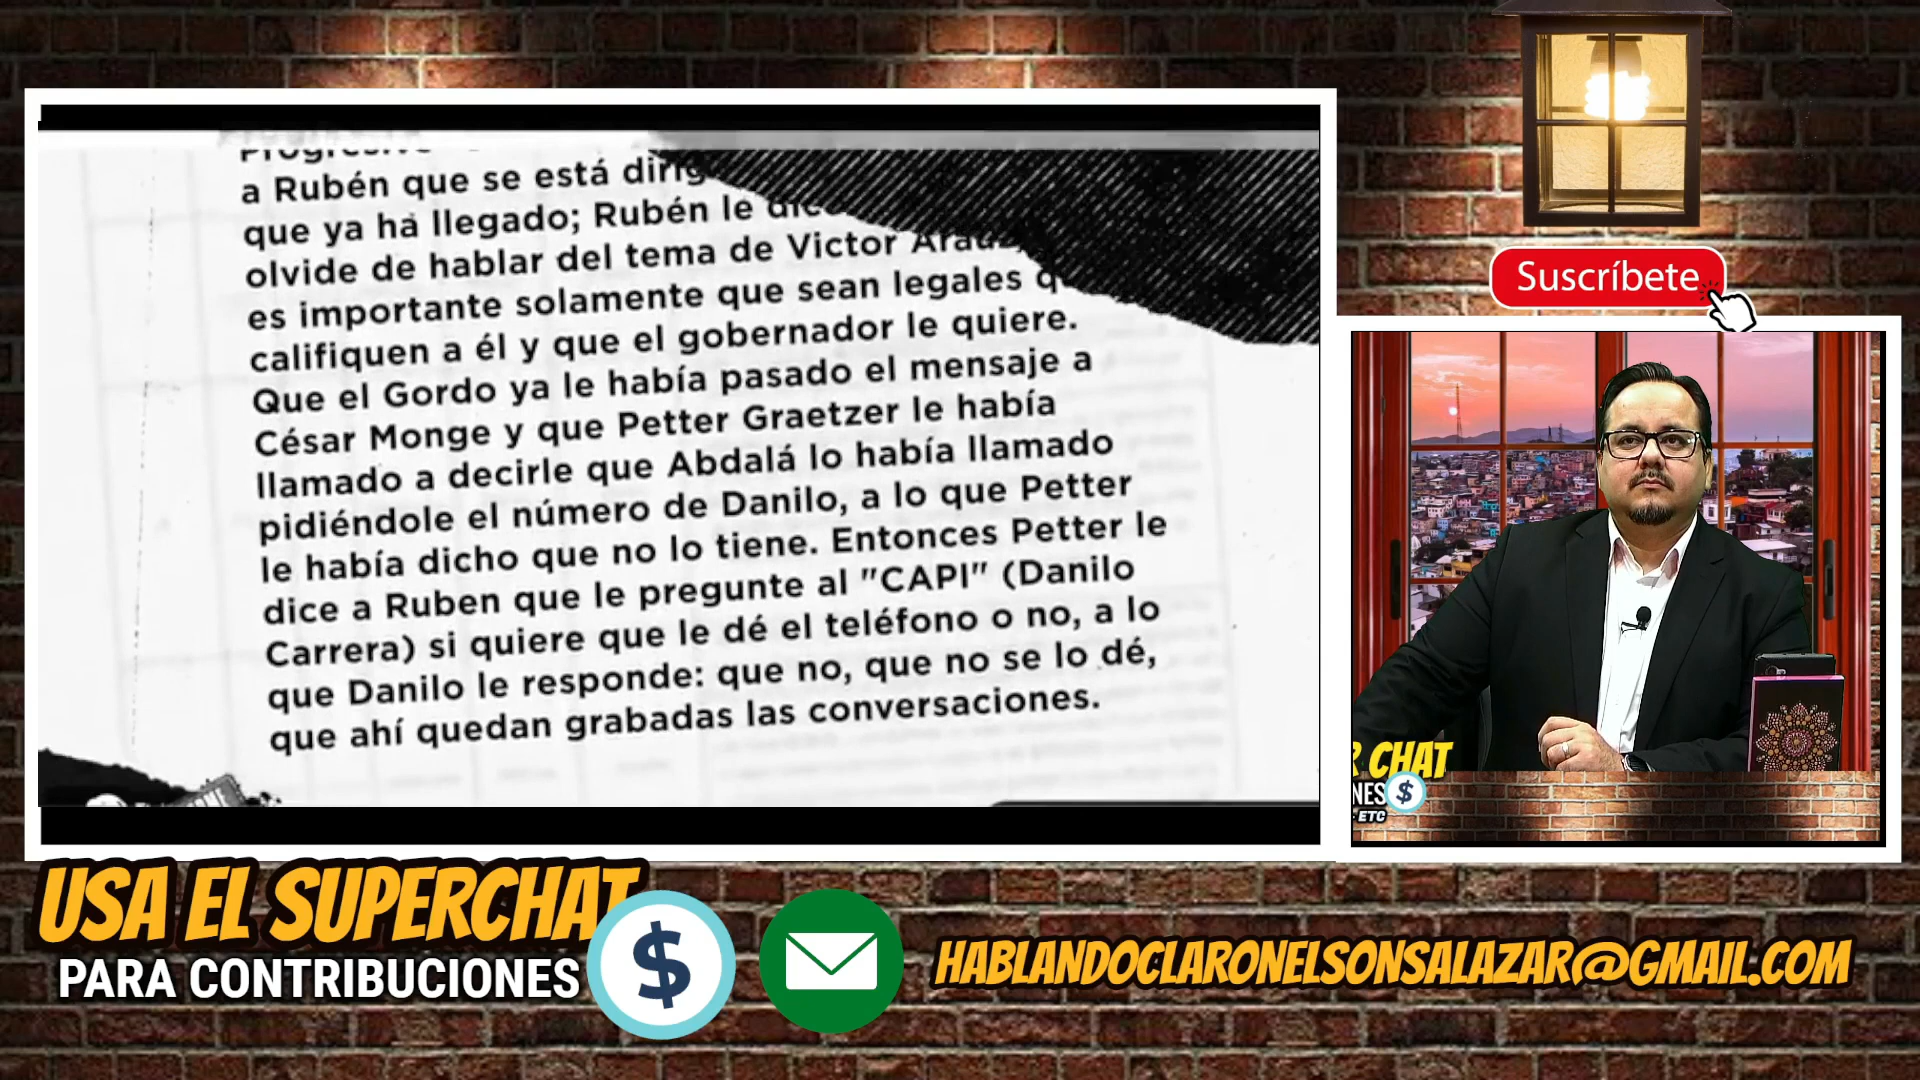 a Rubén que se está dirig
que ya há llegado; Rubén le
olvide de hablar del tema de Victor Arauz
es importante solamente que sean legales q
califiquen a él y que el gobernador le quiere.
Que el Gordo ya le había pasado el mensaje a
César Monge y que Petter Graetzer le había
llamado a decirle que Abdalá lo había llamado
pidiéndole el número de Danilo, a lo que Petter
le había dicho que no lo tiene. Entonces Petter le
dice a Ruben que le pregunte al "CAPI" (Danilo
Carrera) si quiere que le dé el teléfono o no, a lo
que Danilo le responde: que no, que no se lo dé,
que ahí quedan grabadas las conversaciones.
Suscríbete
R CHAT
NES $
- ETC
USA EL SUPERCHAT
PARA CONTRIBUCIONES
$
HABLANDOCLARONELSONSALAZAR@GMAIL.COM